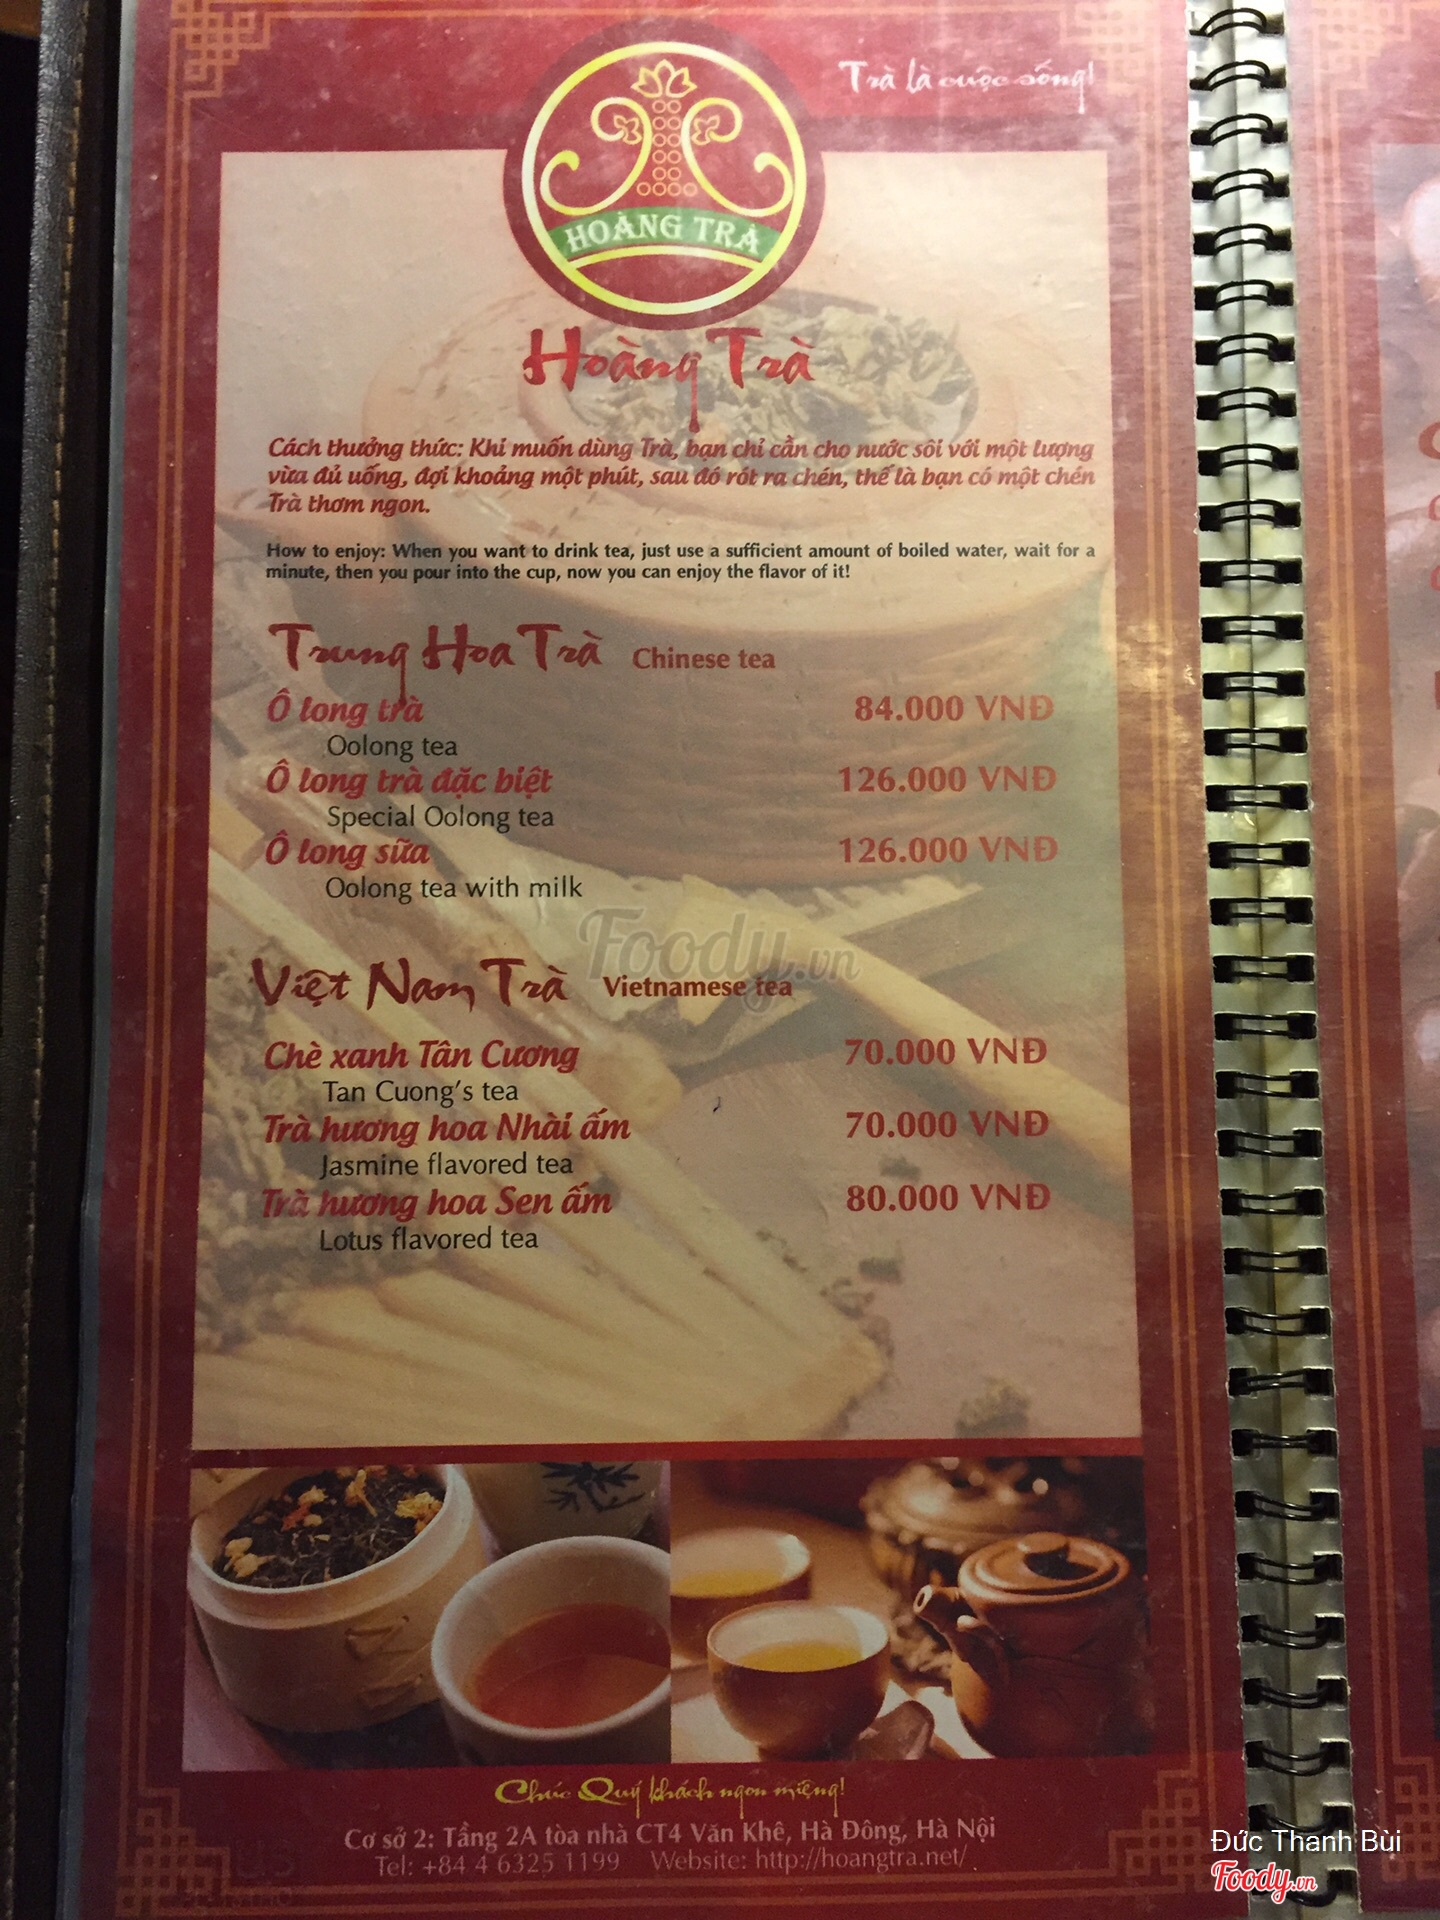 Trà là cuộc sống!
HOÀNG TRÀ
Hoàng Trà
Cách thưởng thức: Khi muốn dùng Trà, bạn chỉ cần cho nước sôi với một lượng
vừa đủ uống, đợi khoảng một phút, sau đó rót ra chén, thế là bạn có một chén
Trà thơm ngon.
How to enjoy: When you want to drink tea, just use a sufficient amount of boiled water, wait for a
minute, then you pour into the cup, now you can enjoy the flavor of it!
Trung Hoa Trà Chinese tea
Ô long trà 84.000 VNĐ
Oolong tea
Ô long trà đặc biệt 126.000 VNĐ
Special Oolong tea
Ô long sữa 126.000 VNĐ
Oolong tea with milk
Foody.vn
Việt Nam Trà Vietnamese tea
Chè xanh Tân Cương 70.000 VNĐ
Tan Cuong's tea
Trà hương hoa Nhài ấm 70.000 VNĐ
Jasmine flavored tea
Trà hương hoa Sen ấm 80.000 VNĐ
Lotus flavored tea
Chúc Quý khách ngon miệng!
Cơ sở 2: Tầng 2A tòa nhà CT4 Văn Khê, Hà Đông, Hà Nội
Tel: +84 4 6325 1199 Website: http://hoangtra.net/
Đức Thanh Bùi
Foody.vn